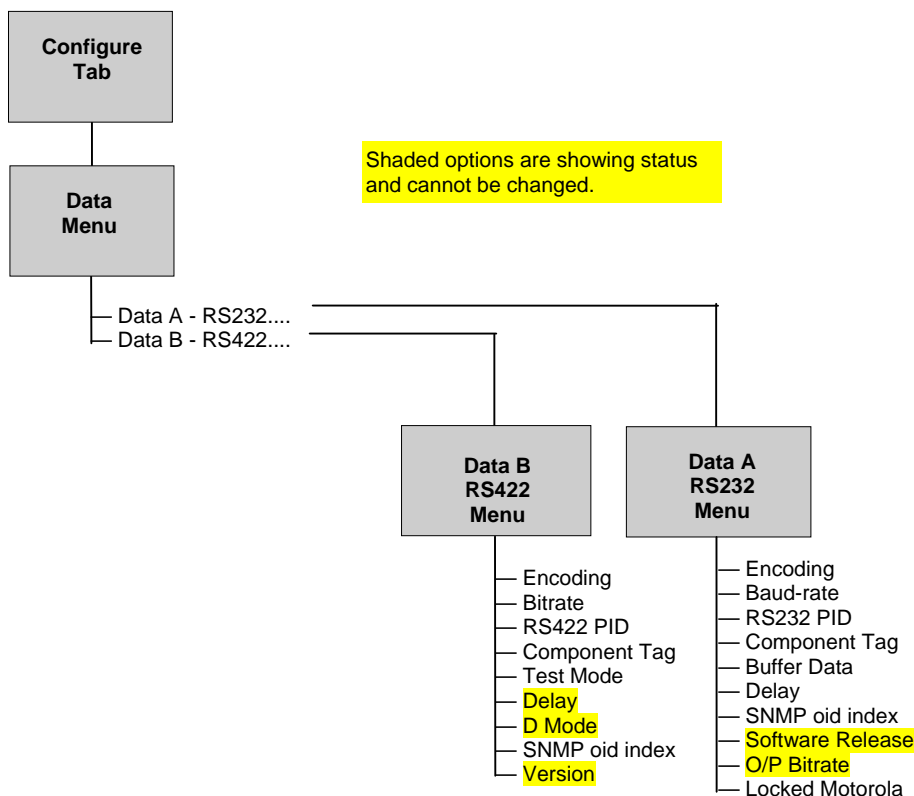 Configure
Tab
Shaded options are showing status
and cannot be changed.
Data
Menu
Data A - RS232....
Data B - RS422....
Data B
RS422
Menu
Data A
RS232
Menu
Encoding
Bitrate
RS422 PID
Component Tag
Test Mode
Delay
D Mode
SNMP oid index
Version
Encoding
Baud-rate
RS232 PID
Component Tag
Buffer Data
Delay
SNMP oid index
Software Release
O/P Bitrate
Locked Motorola